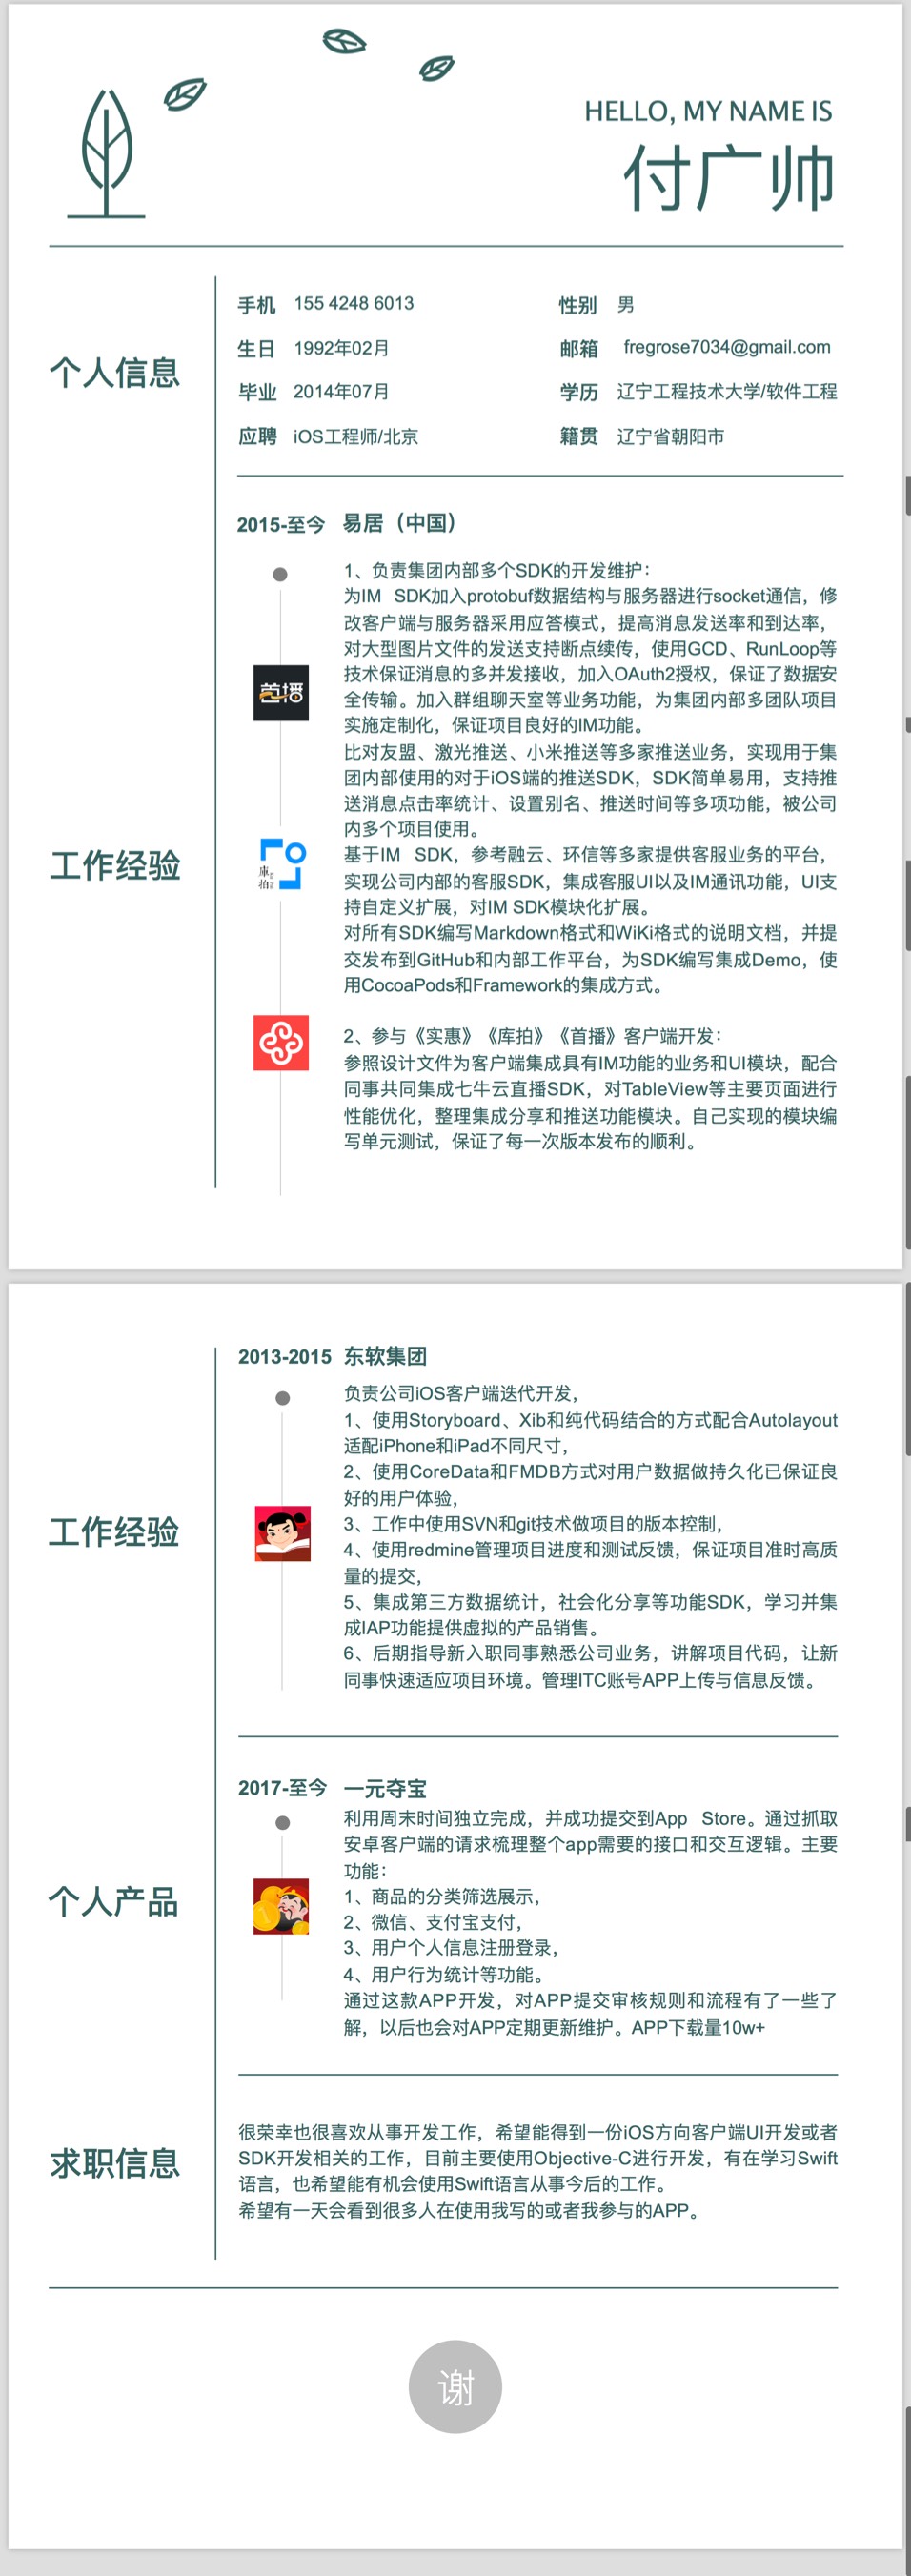 HELLO, MY NAME IS
付广帅
个人信息
手机 155 4248 6013 性别 男
生日 1992年02月 邮箱 fregrose7034@gmail.com
毕业 2014年07月 学历 辽宁工程技术大学/软件工程
应聘 iOS工程师/北京 籍贯 辽宁省朝阳市
工作经验
2015-至今 易居（中国）
1、负责集团内部多个SDK的开发维护：
为IM SDK加入protobuf数据结构与服务器进行socket通信，修
改客户端与服务器采用应答模式，提高消息发送率和到达率，
对大型图片文件的发送支持断点续传，使用GCD、RunLoop等
技术保证消息的多并发接收，加入OAuth2授权，保证了数据安
全传输。加入群组聊天室等业务功能，为集团内部多团队项目
实施定制化，保证项目良好的IM功能。
比对友盟、激光推送、小米推送等多家推送业务，实现用于集
团内部使用的对于iOS端的推送SDK，SDK简单易用，支持推
送消息点击率统计、设置别名、推送时间等多项功能，被公司
内多个项目使用。
基于IM SDK，参考融云、环信等多家提供客服业务的平台，
实现公司内部的客服SDK，集成客服UI以及IM通讯功能，UI支
持自定义扩展，对IM SDK模块化扩展。
对所有SDK编写Markdown格式和WiKi格式的说明文档，并提
交发布到GitHub和内部工作平台，为SDK编写集成Demo，使
用CocoaPods和Framework的集成方式。
2、参与《实惠》《库拍》《首播》客户端开发：
参照设计文件为客户端集成具有IM功能的业务和UI模块，配合
同事共同集成七牛云直播SDK，对TableView等主要页面进行
性能优化，整理集成分享和推送功能模块。自己实现的模块编
写单元测试，保证了每一次版本发布的顺利。
首播
庫拍
工作经验
2013-2015 东软集团
负责公司iOS客户端迭代开发，
1、使用Storyboard、Xib和纯代码结合的方式配合Autolayout
适配iPhone和iPad不同尺寸，
2、使用CoreData和FMDB方式对用户数据做持久化已保证良
好的用户体验，
3、工作中使用SVN和git技术做项目的版本控制，
4、使用redmine管理项目进度和测试反馈，保证项目准时高质
量的提交，
5、集成第三方数据统计，社会化分享等功能SDK，学习并集
成IAP功能提供虚拟的产品销售。
6、后期指导新入职同事熟悉公司业务，讲解项目代码，让新
同事快速适应项目环境。管理ITC账号APP上传与信息反馈。
个人产品
2017-至今 一元夺宝
利用周末时间独立完成，并成功提交到App Store。通过抓取
安卓客户端的请求梳理整个app需要的接口和交互逻辑。主要
功能：
1、商品的分类筛选展示，
2、微信、支付宝支付，
3、用户个人信息注册登录，
4、用户行为统计等功能。
通过这款APP开发，对APP提交审核规则和流程有了一些了
解，以后也会对APP定期更新维护。APP下载量10w+
求职信息
很荣幸也很喜欢从事开发工作，希望能得到一份iOS方向客户端UI开发或者
SDK开发相关的工作，目前主要使用Objective-C进行开发，有在学习Swift
语言，也希望能有机会使用Swift语言从事今后的工作。
希望有一天会看到很多人在使用我写的或者我参与的APP。
谢